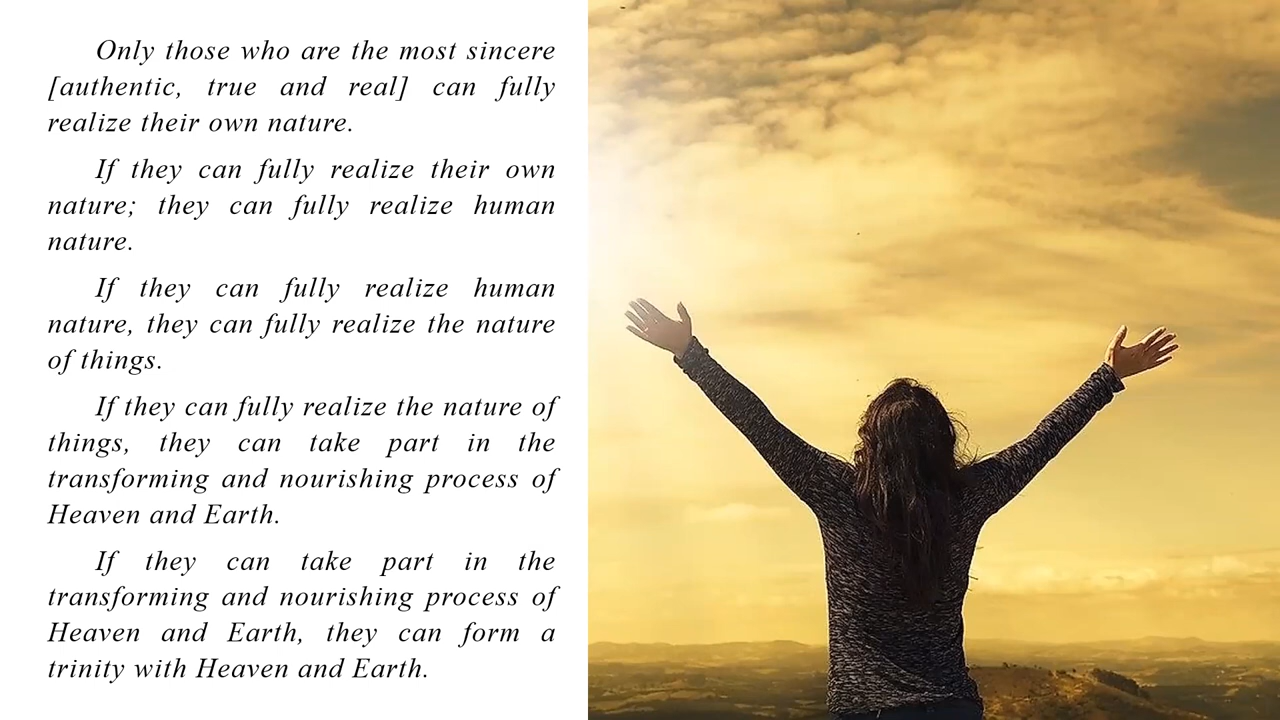 Only those who are the most sincere
[authentic, true and real] can fully
realize their own nature.
If they can fully realize their own
nature; they can fully realize human
nature.
If they can fully realize human
nature, they can fully realize the nature
of things.
If they can fully realize the nature of
things, they can take part in the
transforming and nourishing process of
Heaven and Earth.
If they can take part in the
transforming and nourishing process of
Heaven and Earth, they can form a
trinity with Heaven and Earth.